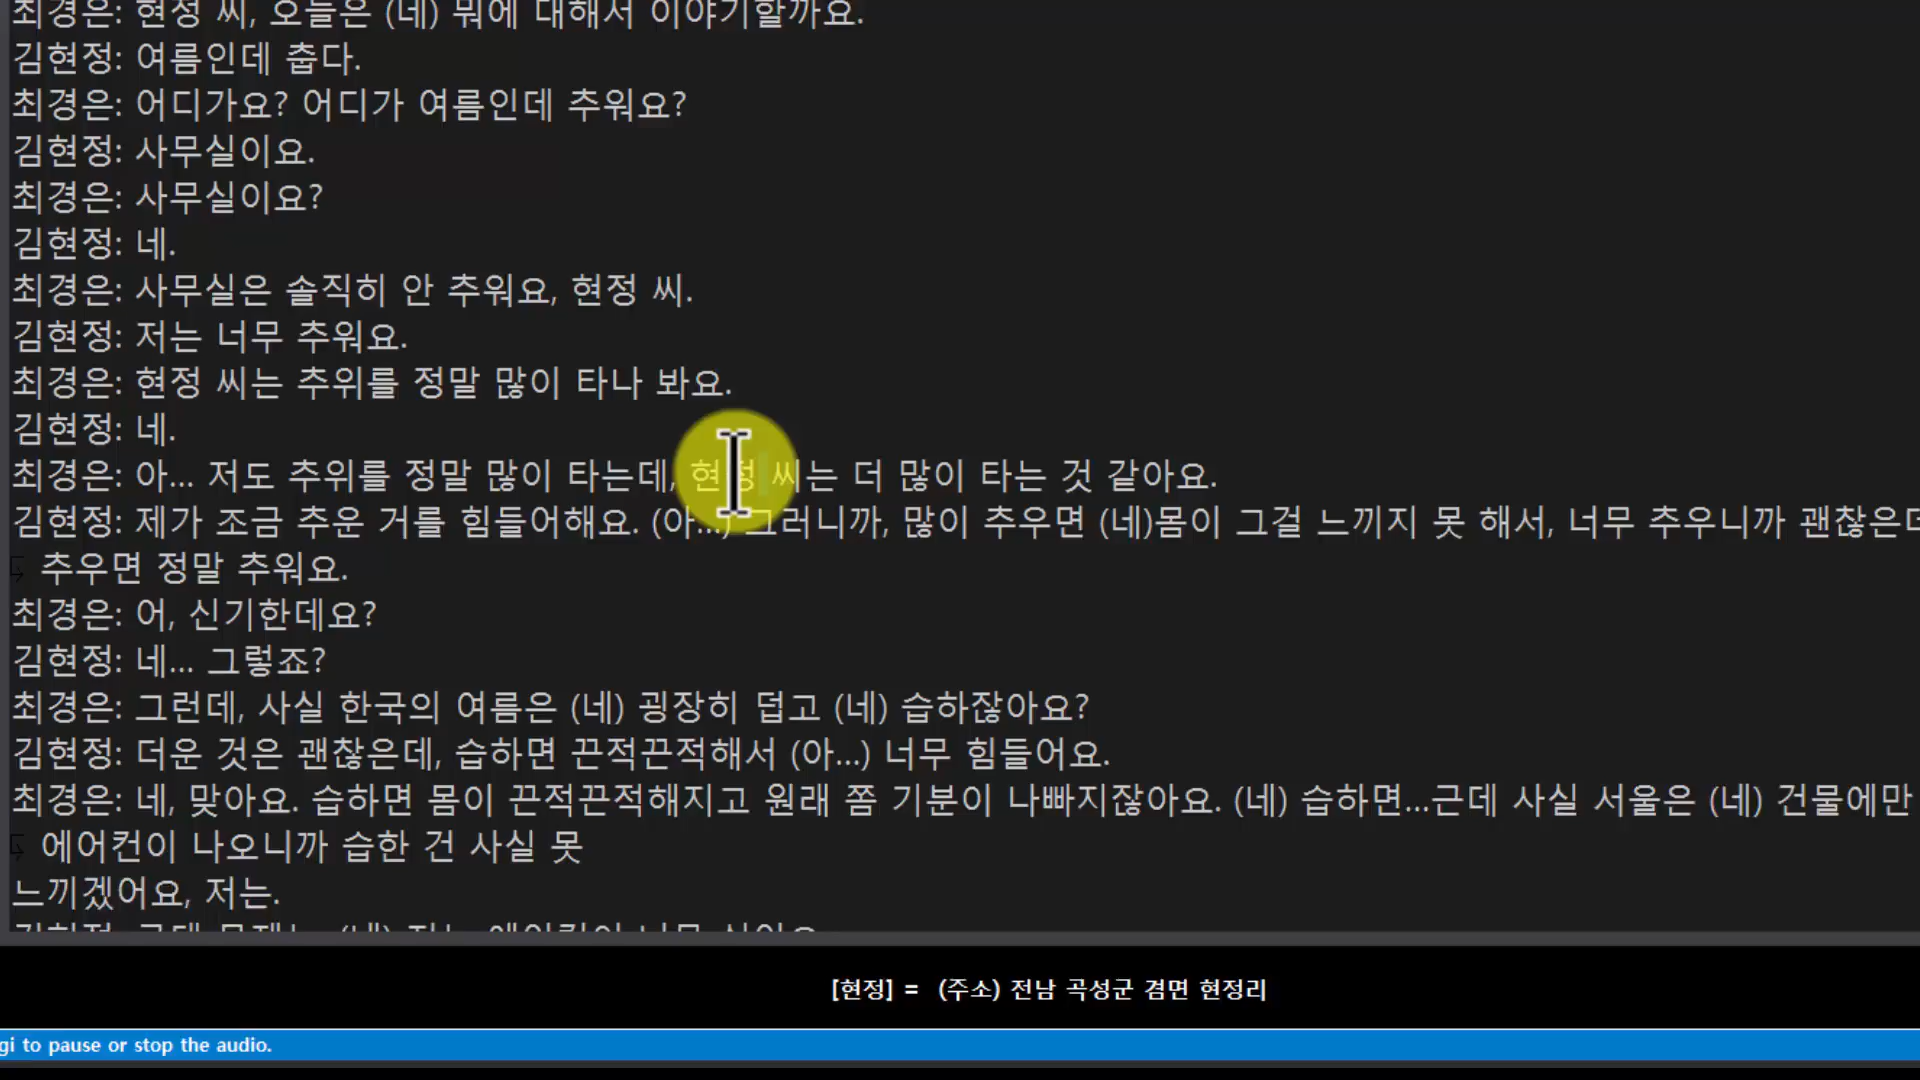 최경은: 현정 씨, 오늘은 (네) 뭐에 대해서 이야기할까요.
김현정: 여름인데 춥다.
최경은: 어디가요? 어디가 여름인데 추워요?
김현정: 사무실이요.
최경은: 사무실이요?
김현정: 네.
최경은: 사무실은 솔직히 안 추워요, 현정 씨.
김현정: 저는 너무 추워요.
최경은: 현정 씨는 추위를 정말 많이 타나 봐요.
김현정: 네.
최경은: 아... 저도 추위를 정말 많이 타는데, 현정 씨는 더 많이 타는 것 같아요.
김현정: 제가 조금 추운 거를 힘들어해요. (아...) 그러니까, 많이 추우면 (네)몸이 그걸 느끼지 못 해서, 너무 추우니까 괜찮은데
추우면 정말 추워요.
최경은: 어, 신기한데요?
김현정: 네... 그렇죠?
최경은: 그런데, 사실 한국의 여름은 (네) 굉장히 덥고 (네) 습하잖아요?
김현정: 더운 것은 괜찮은데, 습하면 끈적끈적해서 (아...) 너무 힘들어요.
최경은: 네, 맞아요. 습하면 몸이 끈적끈적해지고 원래 쫌 기분이 나빠지잖아요. (네) 습하면...근데 사실 서울은 (네) 건물에만
에어컨이 나오니까 습한 건 사실 못
느끼겠어요, 저는.
[현정] = (주소) 전남 곡성군 겸면 현정리
gi to pause or stop the audio.